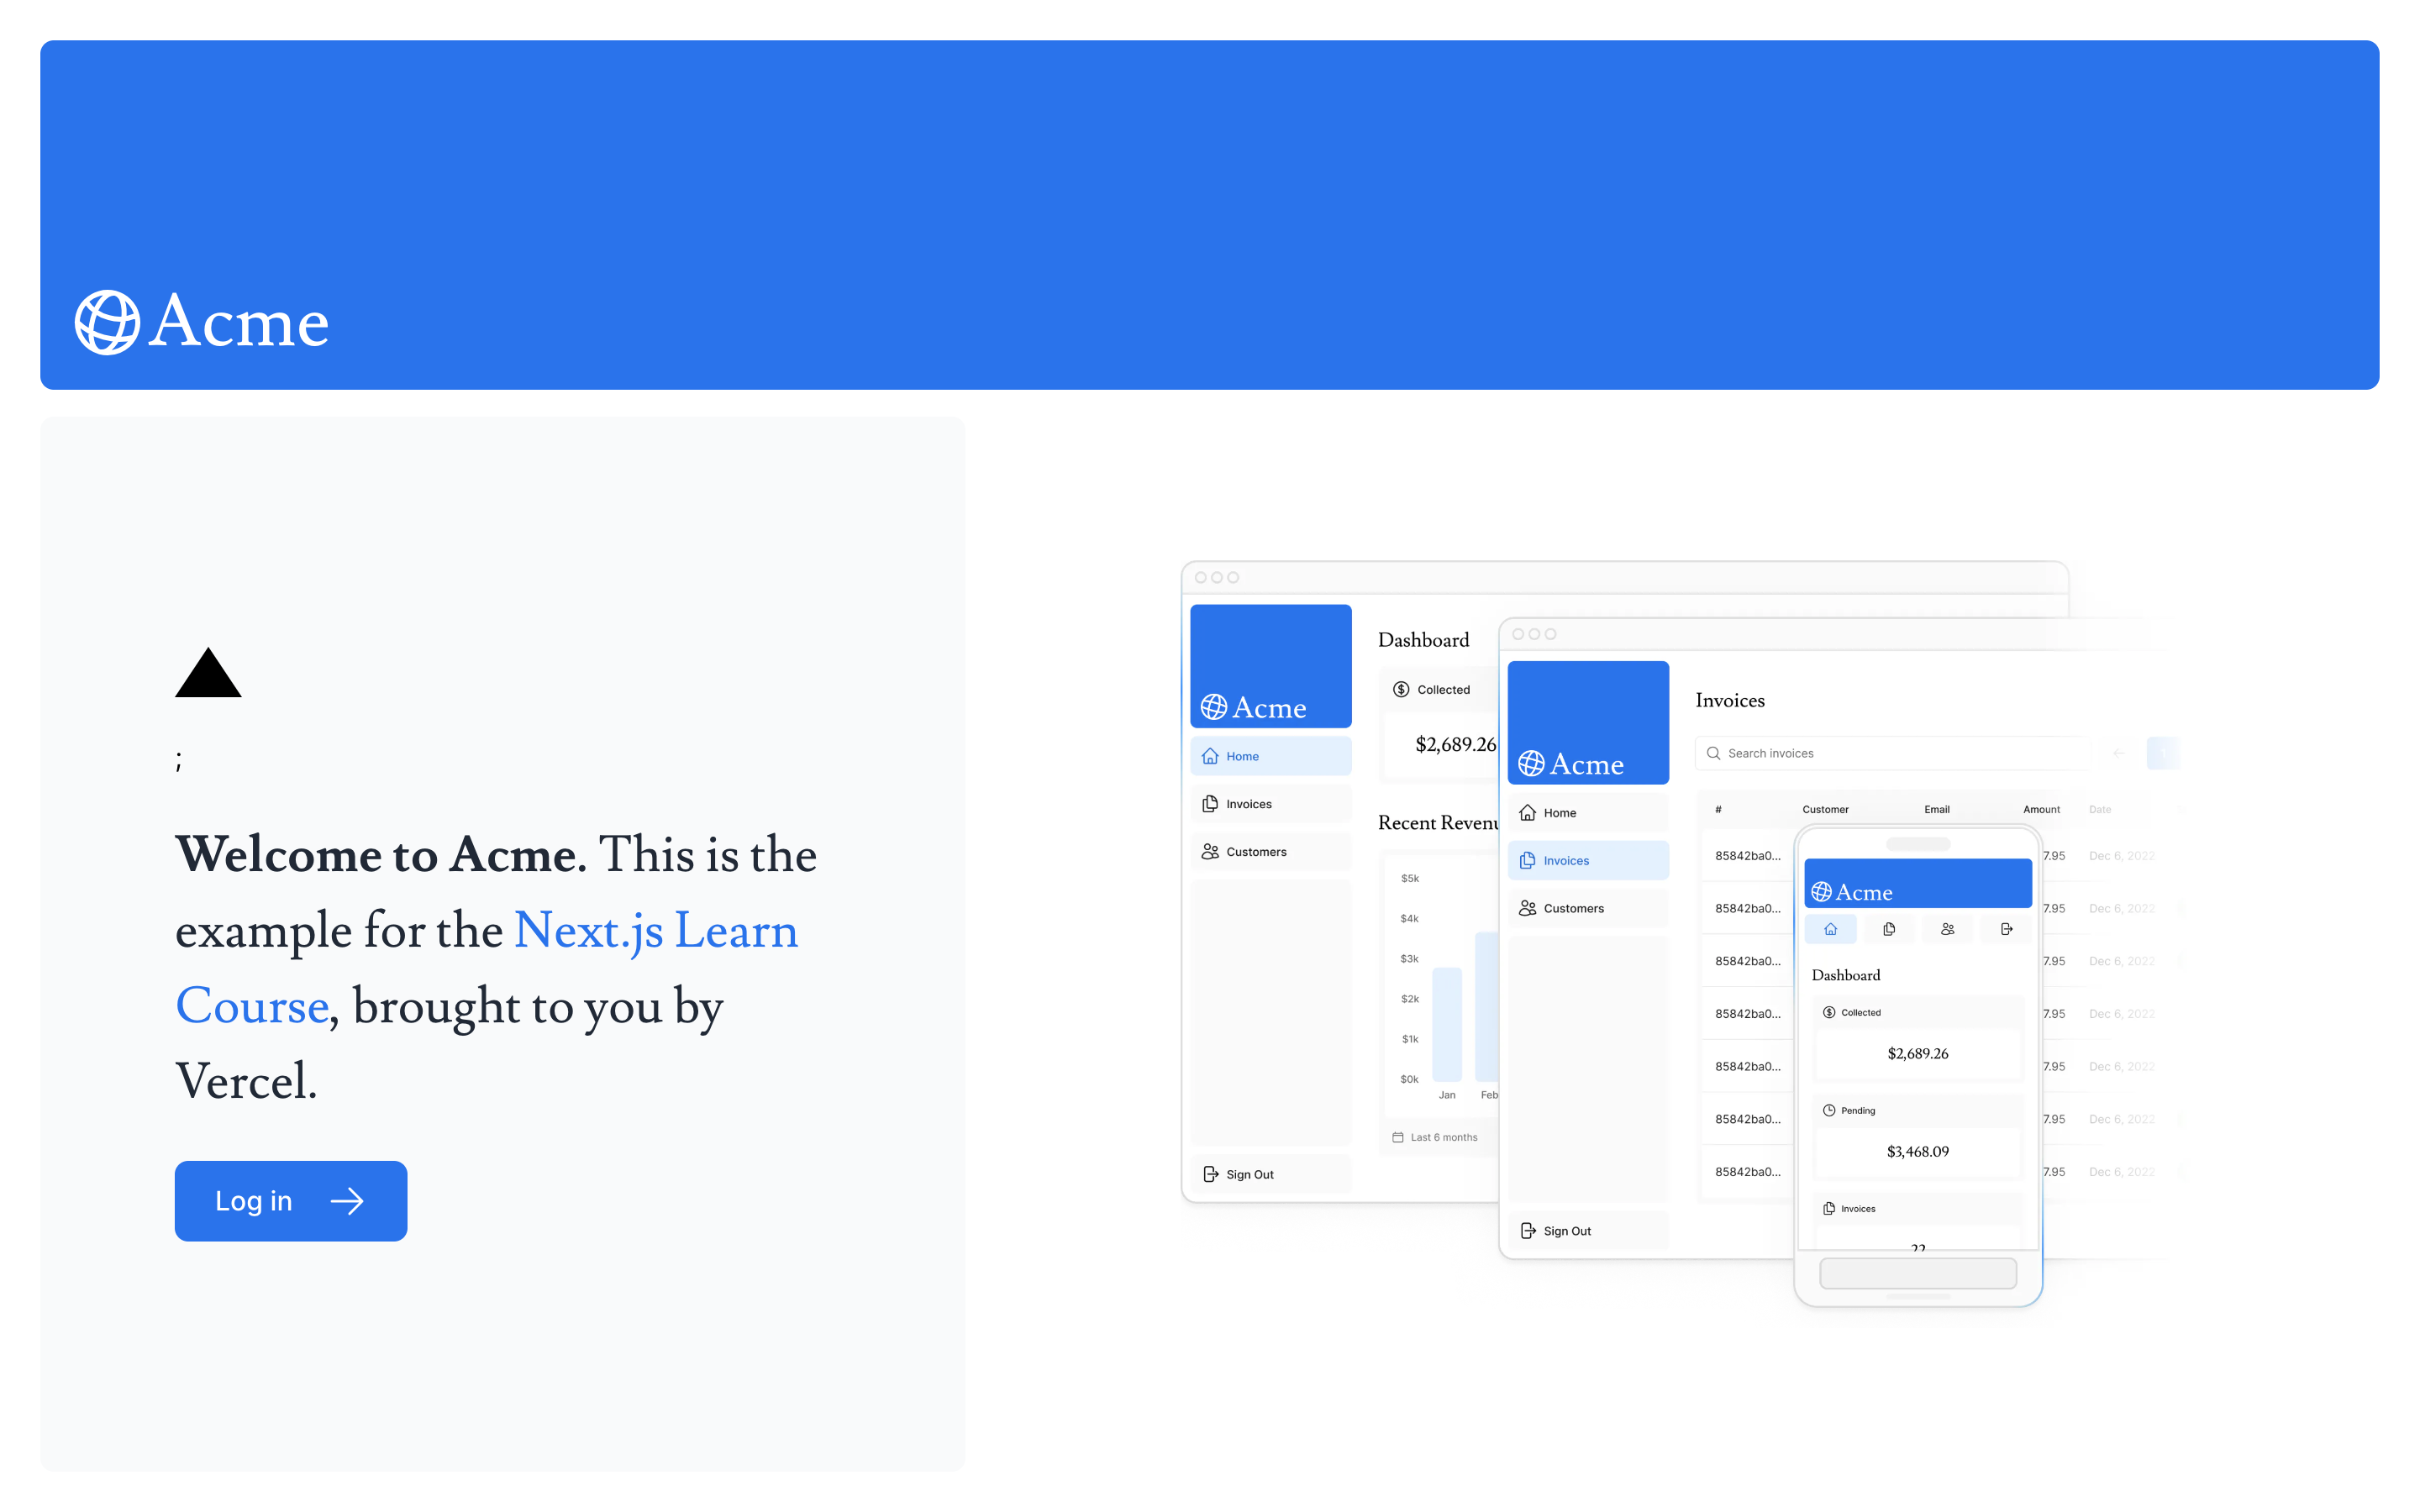 Acme
;
Welcome to Acme. This is the
example for the Next.js Learn
Course, brought to you by
Vercel.
Log in
Acme
Home
Invoices
Customers
Sign Out
Dashboard
Collected
$2,689.26
Recent Revenu
$5k
$4k
$3k
$2k
$1k
$0k
Jan Feb
Last 6 months
Acme
Home
Invoices
Customers
Sign Out
Invoices
Search invoices
# Customer Email Amount Date
85842ba0... 7.95 Dec 6, 2022
85842ba0... 7.95 Dec 6, 2022
85842ba0... 7.95 Dec 6, 2022
85842ba0... 7.95 Dec 6, 2022
85842ba0... 7.95 Dec 6, 2022
85842ba0... 7.95 Dec 6, 2022
85842ba0... 7.95 Dec 6, 2022
Acme
Dashboard
Collected
$2,689.26
Pending
$3,468.09
Invoices
22